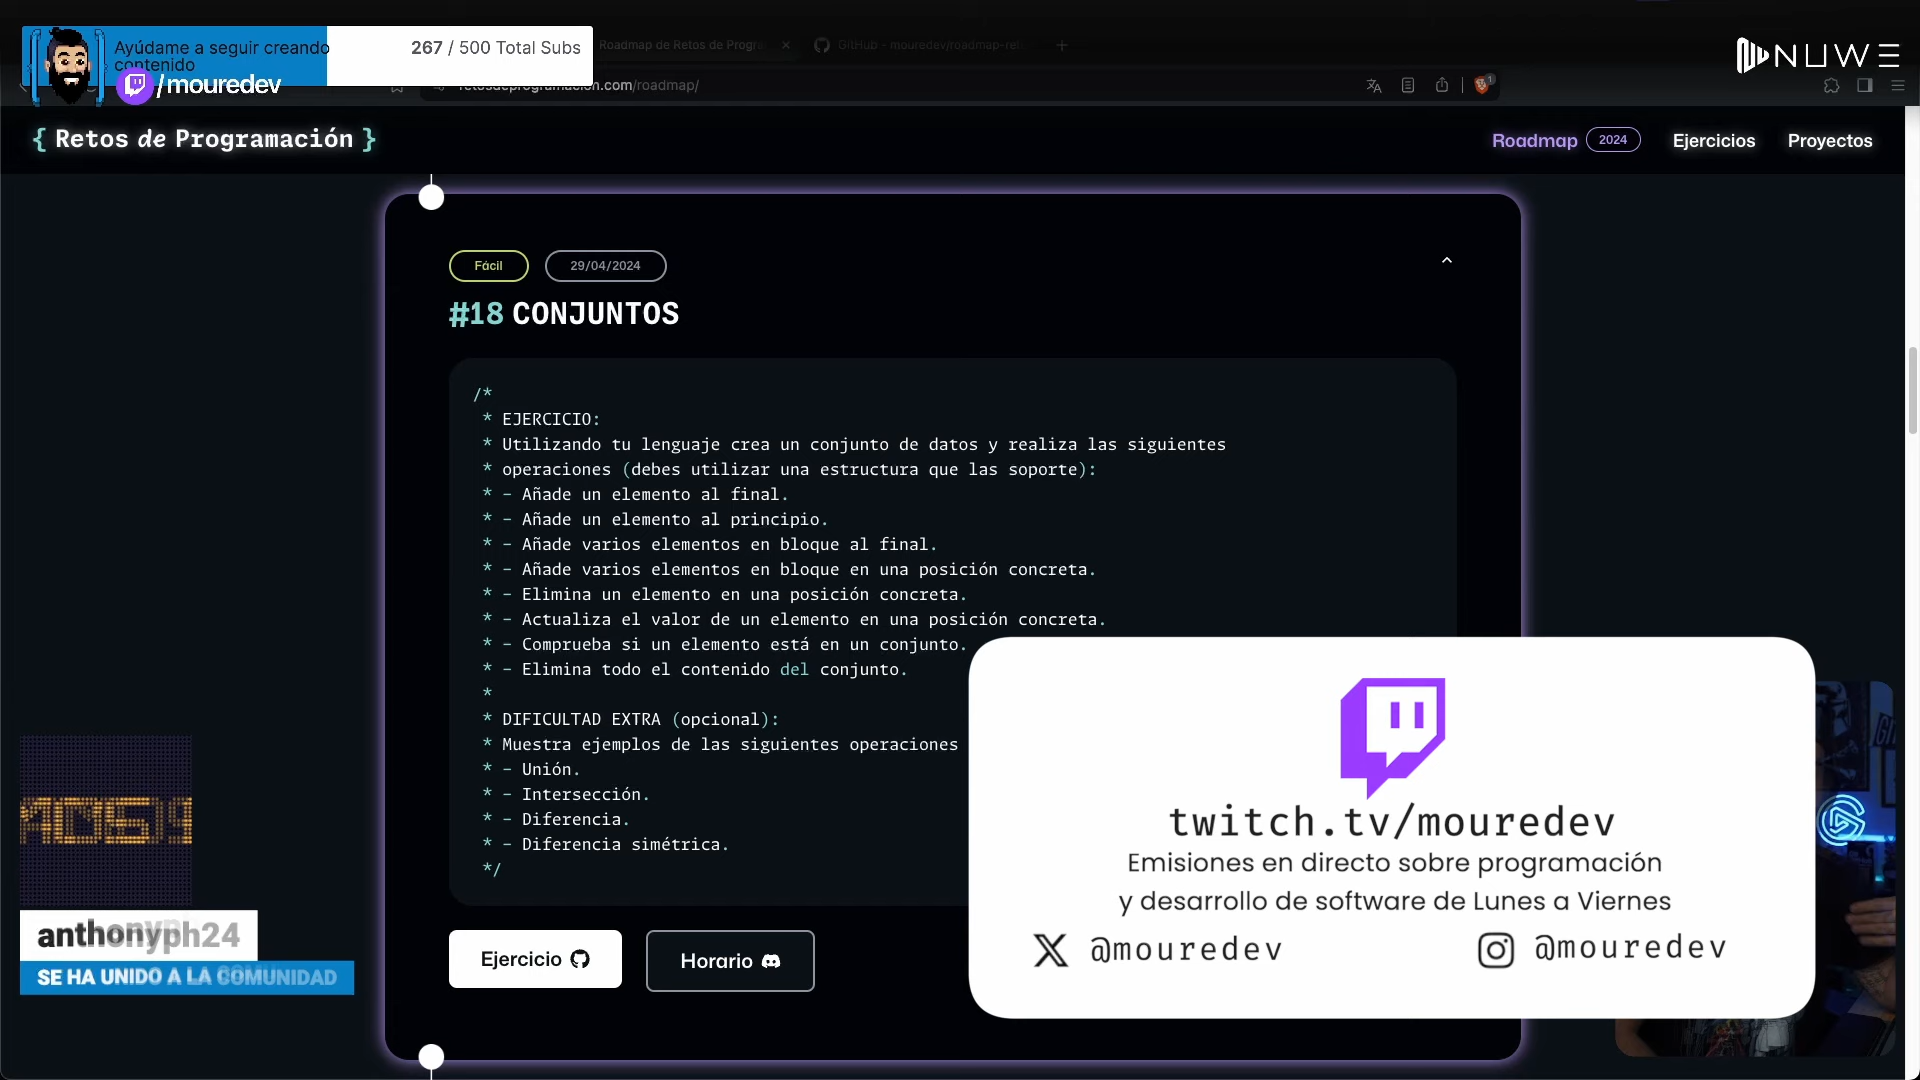 Ayúdame a seguir creando
contenido
/mouredev
267 / 500 Total Subs
Roadmap de Retos de Progra
GitHub - mouredev/roadmap-ret
retosdeprogramacion.com/roadmap/
1
NUWE
{ Retos de Programación }
Roadmap 2024 Ejercicios Proyectos
Fácil 29/04/2024
#18 CONJUNTOS
/*
* EJERCICIO:
* Utilizando tu lenguaje crea un conjunto de datos y realiza las siguientes
* operaciones (debes utilizar una estructura que las soporte):
* - Añade un elemento al final.
* - Añade un elemento al principio.
* - Añade varios elementos en bloque al final.
* - Añade varios elementos en bloque en una posición concreta.
* - Elimina un elemento en una posición concreta.
* - Actualiza el valor de un elemento en una posición concreta.
* - Comprueba si un elemento está en un conjunto.
* - Elimina todo el contenido del conjunto.
*
* DIFICULTAD EXTRA (opcional):
* Muestra ejemplos de las siguientes operaciones
* - Unión.
* - Intersección.
* - Diferencia.
* - Diferencia simétrica.
*/
Ejercicio
Horario
anthonyph24
SE HA UNIDO A LA COMUNIDAD
twitch.tv/mouredev
Emisiones en directo sobre programación
y desarrollo de software de Lunes a Viernes
@mouredev
@mouredev